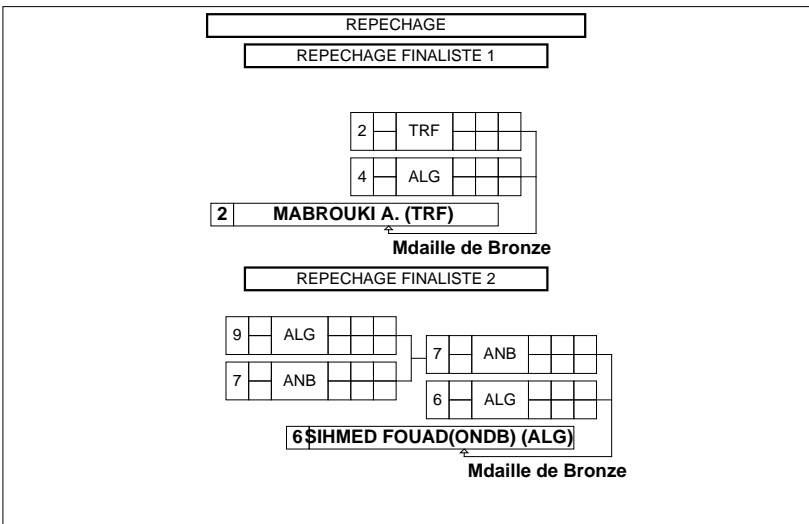 REPECHAGE
REPECHAGE FINALISTE 1
2 TRF
4 ALG
2 MABROUKI A. (TRF)
Mdaille de Bronze
REPECHAGE FINALISTE 2
9 ALG
7 ANB
7 ANB
6 ALG
6 SIHMED FOUAD(ONDB) (ALG)
Mdaille de Bronze